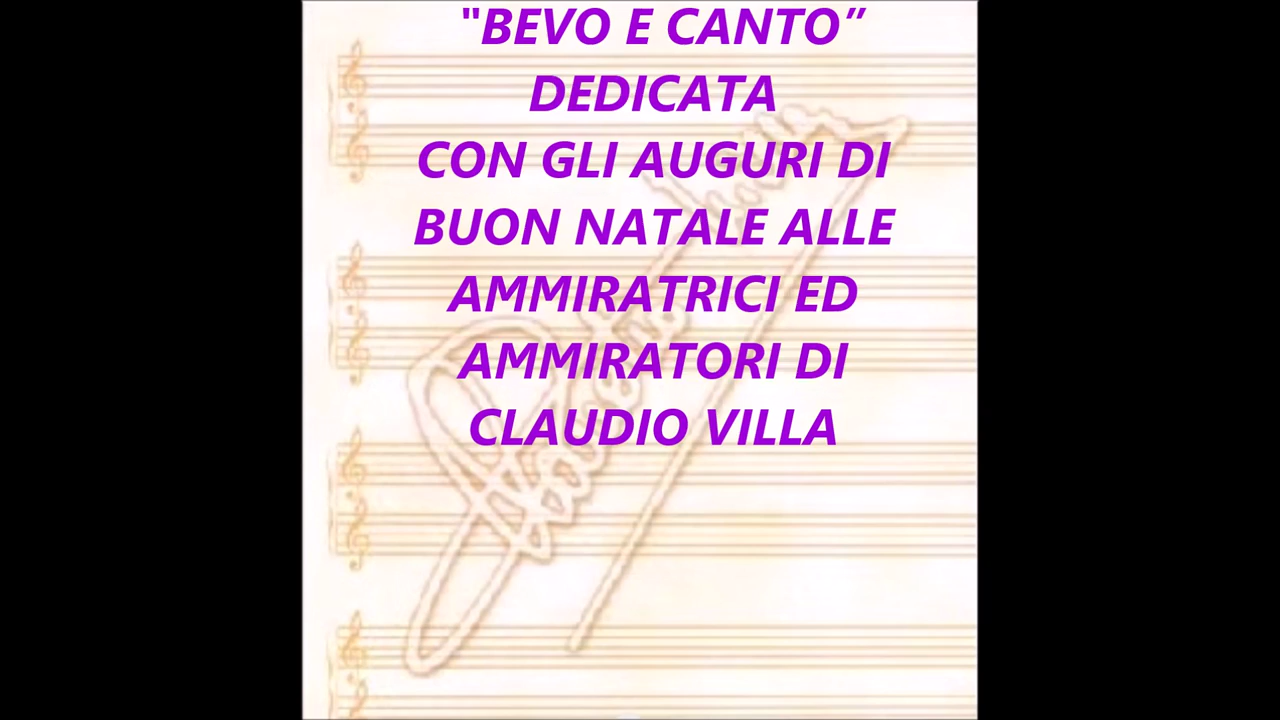 "BEVO E CANTO”
DEDICATA
CON GLI AUGURI DI
BUON NATALE ALLE
AMMIRATRICI ED
AMMIRATORI DI
CLAUDIO VILLA